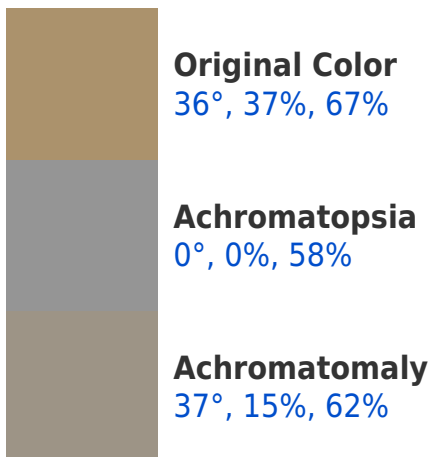 Original Color
36°, 37%, 67%
Achromatopsia
0°, 0%, 58%
Achromatomaly
37°, 15%, 62%